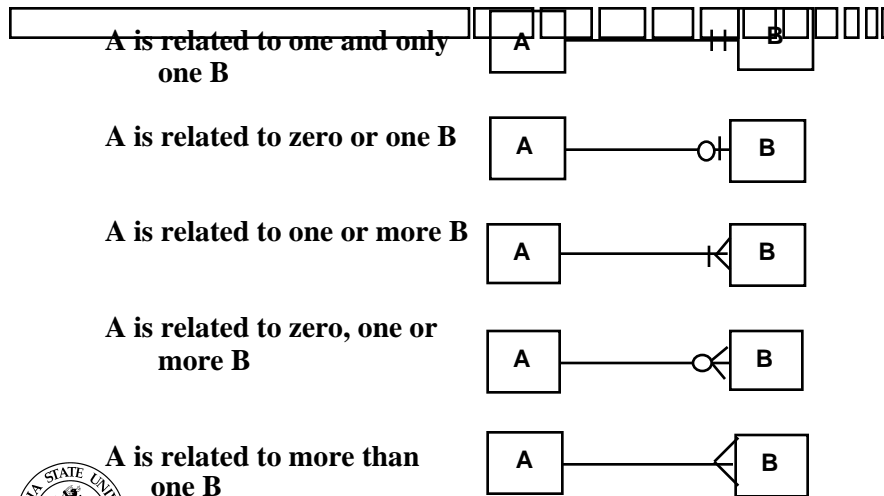 A is related to one and only
one B
A B
A is related to zero or one B
A B
A is related to one or more B
A B
A is related to zero, one or
more B
A B
A is related to more than
one B
A B
STATE